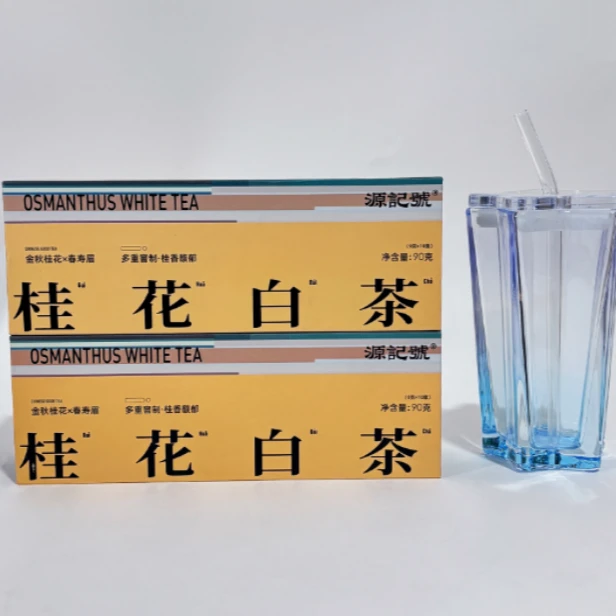 OSMANTHUS WHITE TEA
源記號®
金秋桂花×春寿眉
多重窨制·桂香馥郁
净含量:90克
桂花白茶
OSMANTHUS WHITE TEA
源記號®
金秋桂花×春寿眉
多重窨制·桂香馥郁
净含量:90克
桂花白茶